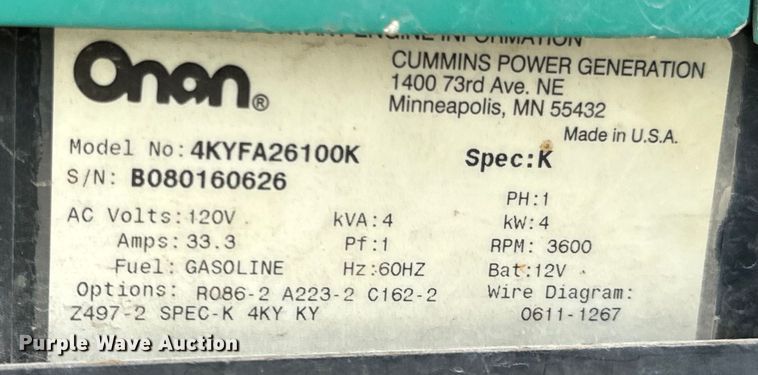 ENGINE INFORMATION
Onan®
CUMMINS POWER GENERATION
1400 73rd Ave. NE
Minneapolis, MN 55432
Made in U.S.A.
Model No: 4KYFA26100K Spec:K
S/N: B080160626
PH:1
AC Volts:120V kVA:4 kW:4
Amps:33.3 Pf:1 RPM: 3600
Fuel: GASOLINE Hz:60HZ Bat:12V
Options: R086-2 A223-2 C162-2 Wire Diagram:
Z497-2 SPEC-K 4KY KY 0611-1267
Purple Wave Auction